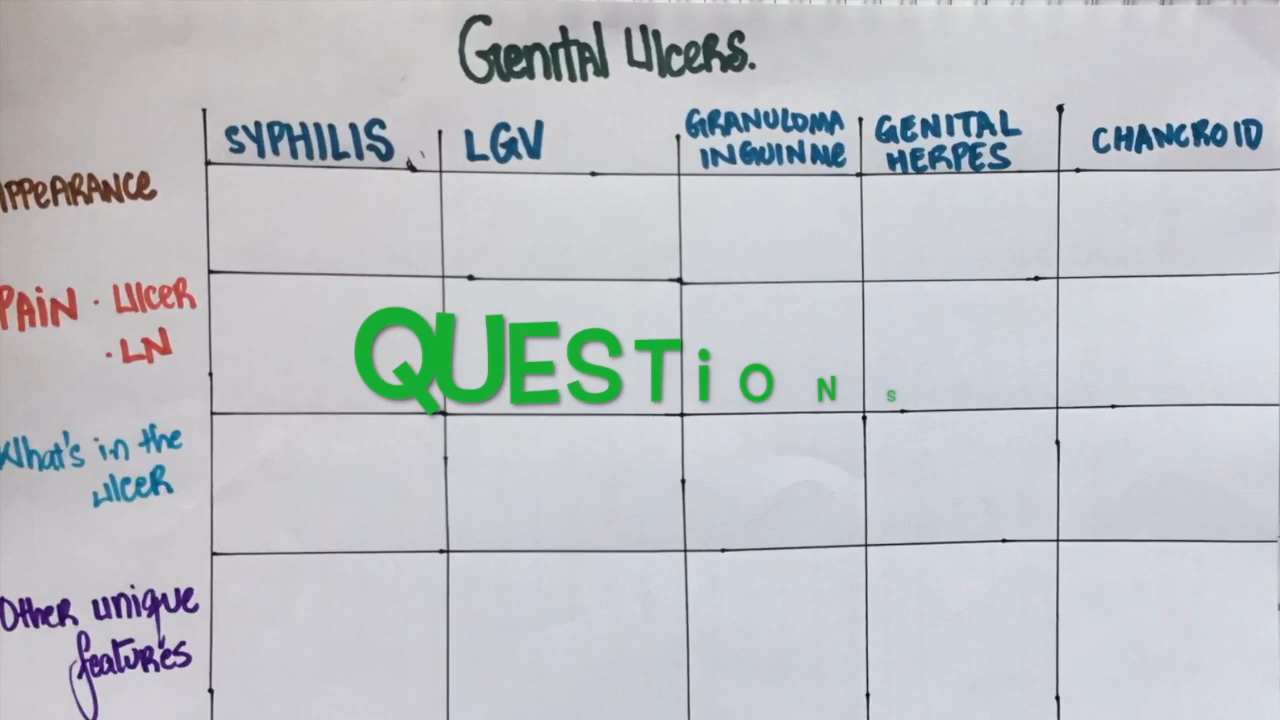 Genital Ulcers.
SYPHILIS
LGV
GRANULOMA
INGUINALE
GENITAL
HERPES
CHANCROID
APPEARANCE
PAIN · Ulcer
· LN
QUESTiONs
What's in the
ulcer
Other unique
features